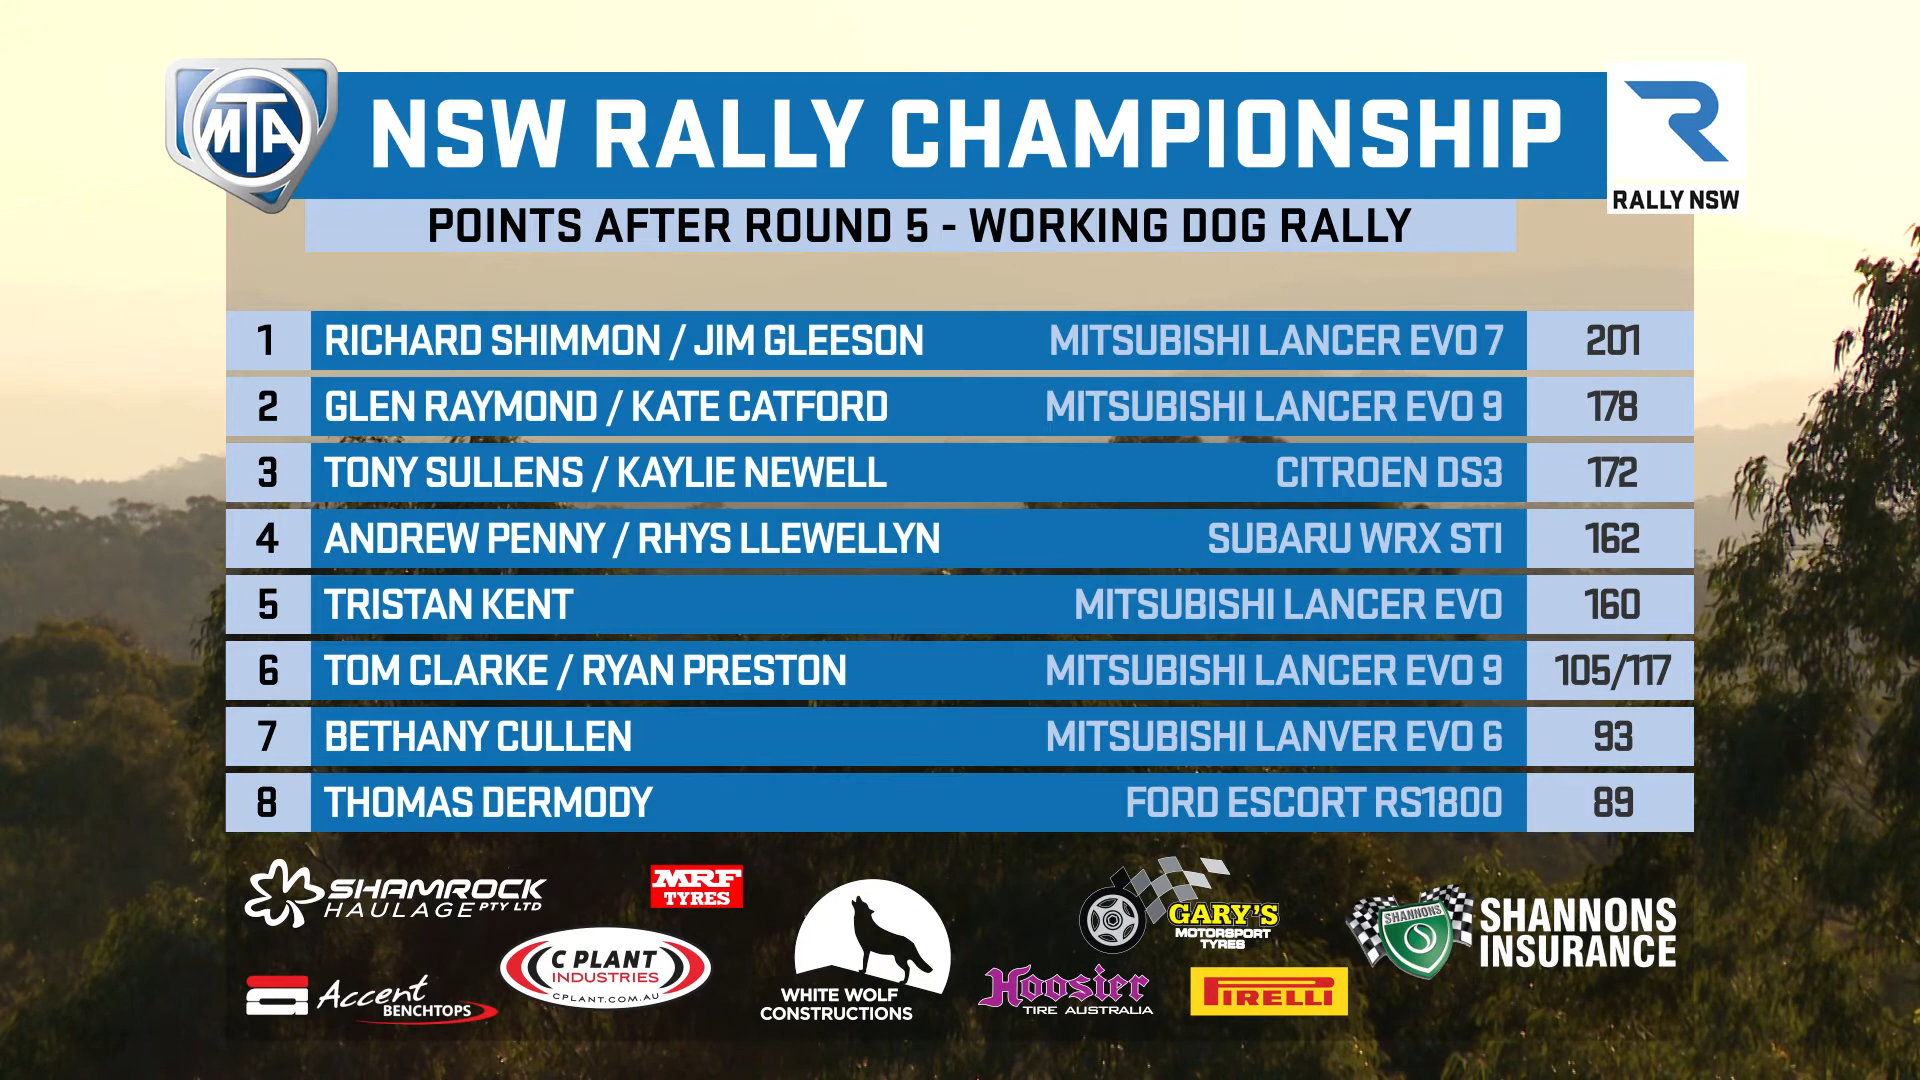 MTA
NSW RALLY CHAMPIONSHIP
RALLY NSW
POINTS AFTER ROUND 5 - WORKING DOG RALLY
1 RICHARD SHIMMON / JIM GLEESON MITSUBISHI LANCER EVO 7 201
2 GLEN RAYMOND / KATE CATFORD MITSUBISHI LANCER EVO 9 178
3 TONY SULLENS / KAYLIE NEWELL CITROEN DS3 172
4 ANDREW PENNY / RHYS LLEWELLYN SUBARU WRX STI 162
5 TRISTAN KENT MITSUBISHI LANCER EVO 160
6 TOM CLARKE / RYAN PRESTON MITSUBISHI LANCER EVO 9 105/117
7 BETHANY CULLEN MITSUBISHI LANVER EVO 6 93
8 THOMAS DERMODY FORD ESCORT RS1800 89
SHAMROCK
HAULAGE PTY LTD
MRF
TYRES
GARY'S
MOTORSPORT
TYRES
SHANNONS
SHANNONS
INSURANCE
Accent
BENCHTOPS
C PLANT
INDUSTRIES
CPLANT.COM.AU
WHITE WOLF
CONSTRUCTIONS
Hoosier
TIRE AUSTRALIA
PIRELLI